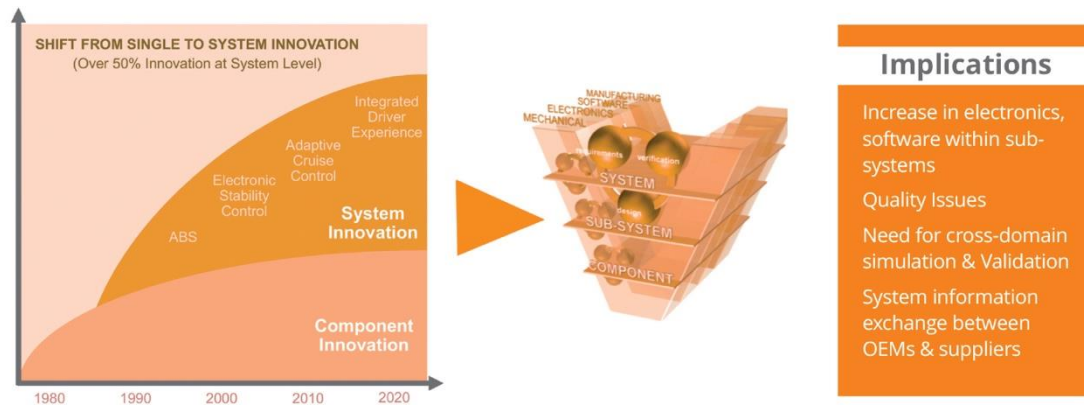 SHIFT FROM SINGLE TO SYSTEM INNOVATION
(Over 50% Innovation at System Level)
Integrated
Driver
Experience
Adaptive
Cruise
Control
Electronic
Stability
Control
ABS
System
Innovation
Component
Innovation
1980
1990
2000
2010
2020
MANUFACTURING
SOFTWARE
ELECTRONICS
MECHANICAL
requirements
verification
SYSTEM
design
SUB-SYSTEM
COMPONENT
Implications
Increase in electronics,
software within sub-
systems
Quality Issues
Need for cross-domain
simulation & Validation
System information
exchange between
OEMs & suppliers